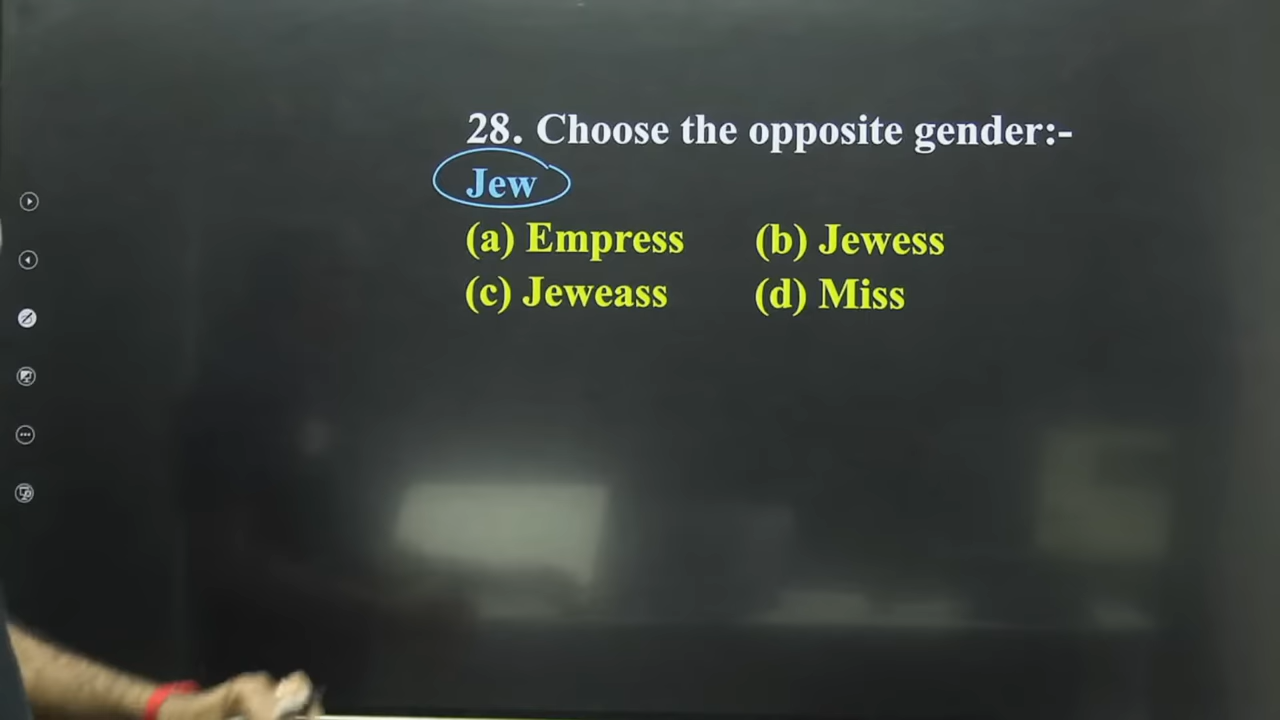 28. Choose the opposite gender:-
Jew
(a) Empress (b) Jewess
(c) Jeweass (d) Miss